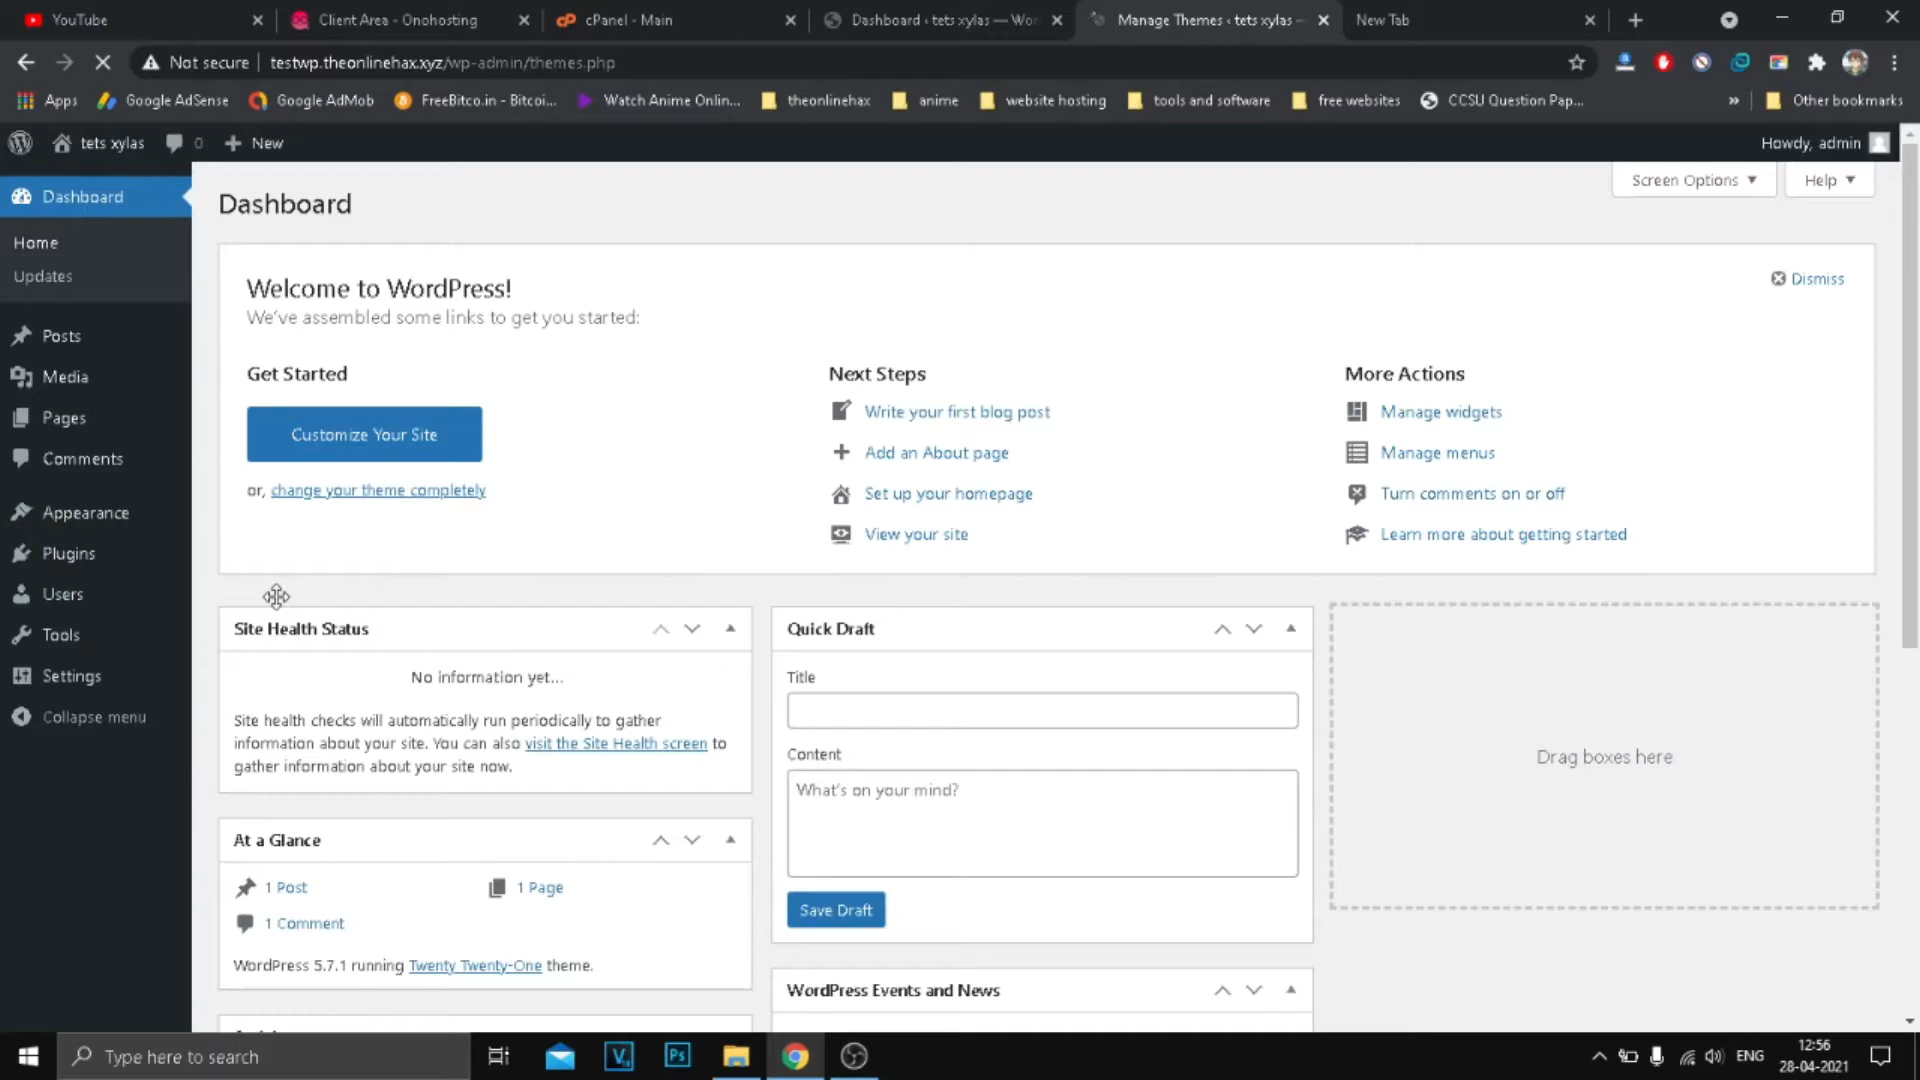 YouTube
Client Area - Onohosting
cPanel - Main
Dashboard ‹ tets xylas — Wor
Manage Themes ‹ tets xylas —
New Tab
Not secure
testwp.theonlinehax.xyz/wp-admin/themes.php
Apps
Google AdSense
Google AdMob
FreeBitco.in - Bitcoi...
Watch Anime Onlin...
theonlinehax
anime
website hosting
tools and software
free websites
CCSU Question Pap...
»
Other bookmarks
tets xylas
0
New
Howdy, admin
Dashboard
Home
Updates
Posts
Media
Pages
Comments
Appearance
Plugins
Users
Tools
Settings
Collapse menu
Screen Options
Help
Dashboard
Welcome to WordPress!
We've assembled some links to get you started:
Dismiss
Get Started
Customize Your Site
or, change your theme completely
Next Steps
Write your first blog post
Add an About page
Set up your homepage
View your site
More Actions
Manage widgets
Manage menus
Turn comments on or off
Learn more about getting started
Site Health Status
No information yet...
Site health checks will automatically run periodically to gather
information about your site. You can also visit the Site Health screen to
gather information about your site now.
At a Glance
1 Post
1 Page
1 Comment
WordPress 5.7.1 running Twenty Twenty-One theme.
Quick Draft
Title
Content
What's on your mind?
Save Draft
WordPress Events and News
Drag boxes here
Type here to search
Ps
ENG
12:56
28-04-2021